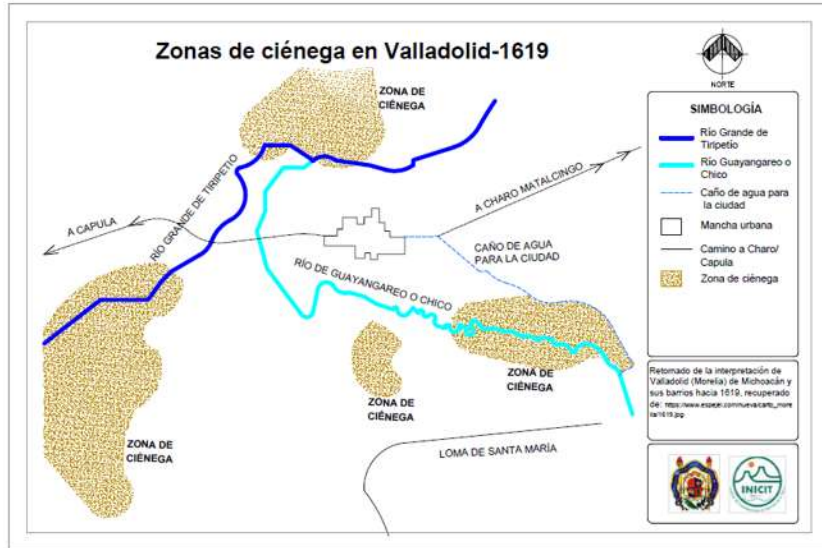 Zonas de ciénega en Valladolid-1619
NORTE
ZONA DE
CIÉNEGA
A CAPULA
RÍO GRANDE DE TIRIPETIO
A CHARO MATALCINGO
CAÑO DE AGUA
PARA LA CIUDAD
RÍO DE GUAYANGAREO O CHICO
ZONA DE
CIÉNEGA
ZONA DE
CIÉNEGA
ZONA DE
CIÉNEGA
LOMA DE SANTA MARÍA
SIMBOLOGÍA
Río Grande de
Tiripetio
Río Guayangareo o
Chico
Caño de agua para
la ciudad
Mancha urbana
Camino a Charo/
Capula
Zona de ciénega
Retomado de la interpretación de
Valladolid (Morelia) de Michoacán y
sus barrios hacia 1619, recuperado
de:
INICIT